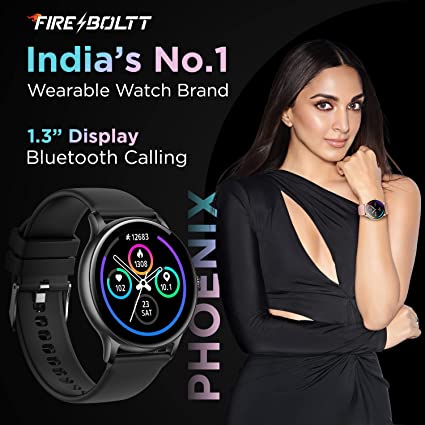 FIRE BOLTT
India's No.1
Wearable Watch Brand
1.3" Display
Bluetooth Calling
PHOENIX
#12683
1308
102
10.1
23
SAT